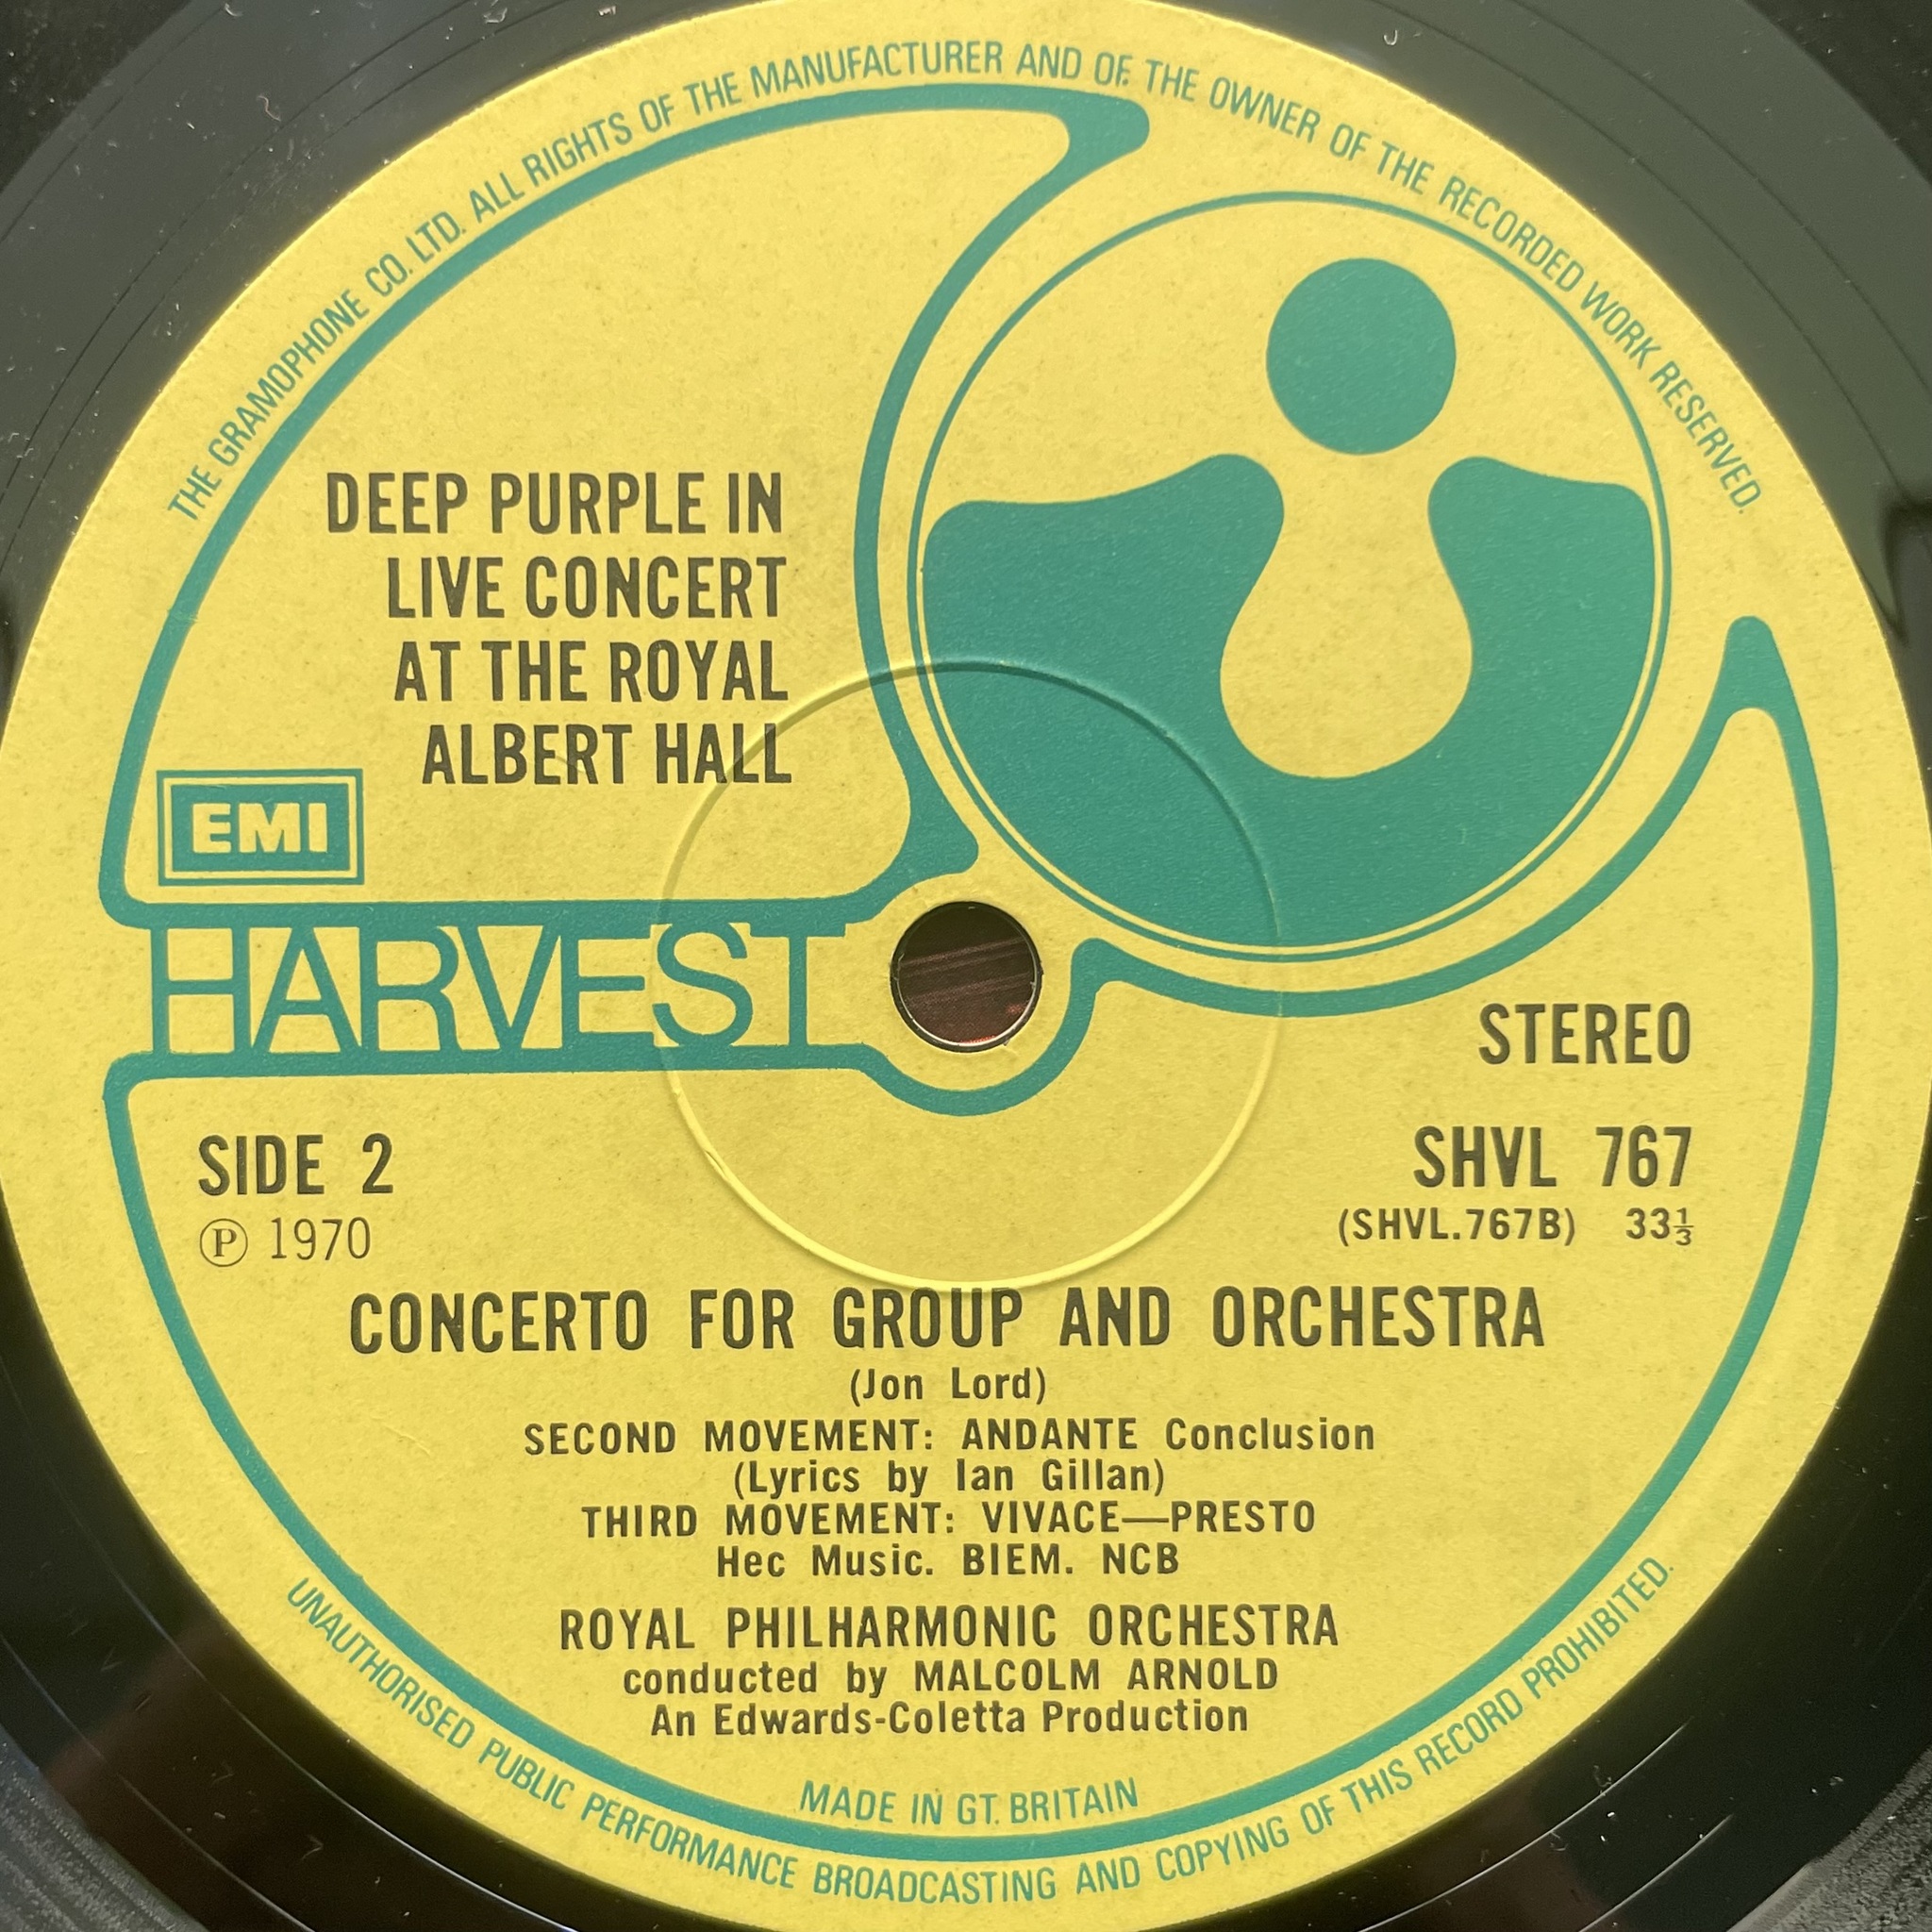 THE GRAMOPHONE CO. LTD. ALL RIGHTS OF THE MANUFACTURER AND OF THE OWNER OF THE RECORDED WORK RESERVED.
DEEP PURPLE IN
LIVE CONCERT
AT THE ROYAL
ALBERT HALL
EMI
HARVEST
STEREO
SIDE 2
SHVL 767
℗ 1970
(SHVL.767B) 33⅓
CONCERTO FOR GROUP AND ORCHESTRA
(Jon Lord)
SECOND MOVEMENT: ANDANTE Conclusion
(Lyrics by Ian Gillan)
THIRD MOVEMENT: VIVACE—PRESTO
Hec Music. BIEM. NCB
ROYAL PHILHARMONIC ORCHESTRA
conducted by MALCOLM ARNOLD
An Edwards-Coletta Production
MADE IN GT. BRITAIN
UNAUTHORISED PUBLIC PERFORMANCE BROADCASTING AND COPYING OF THIS RECORD PROHIBITED.